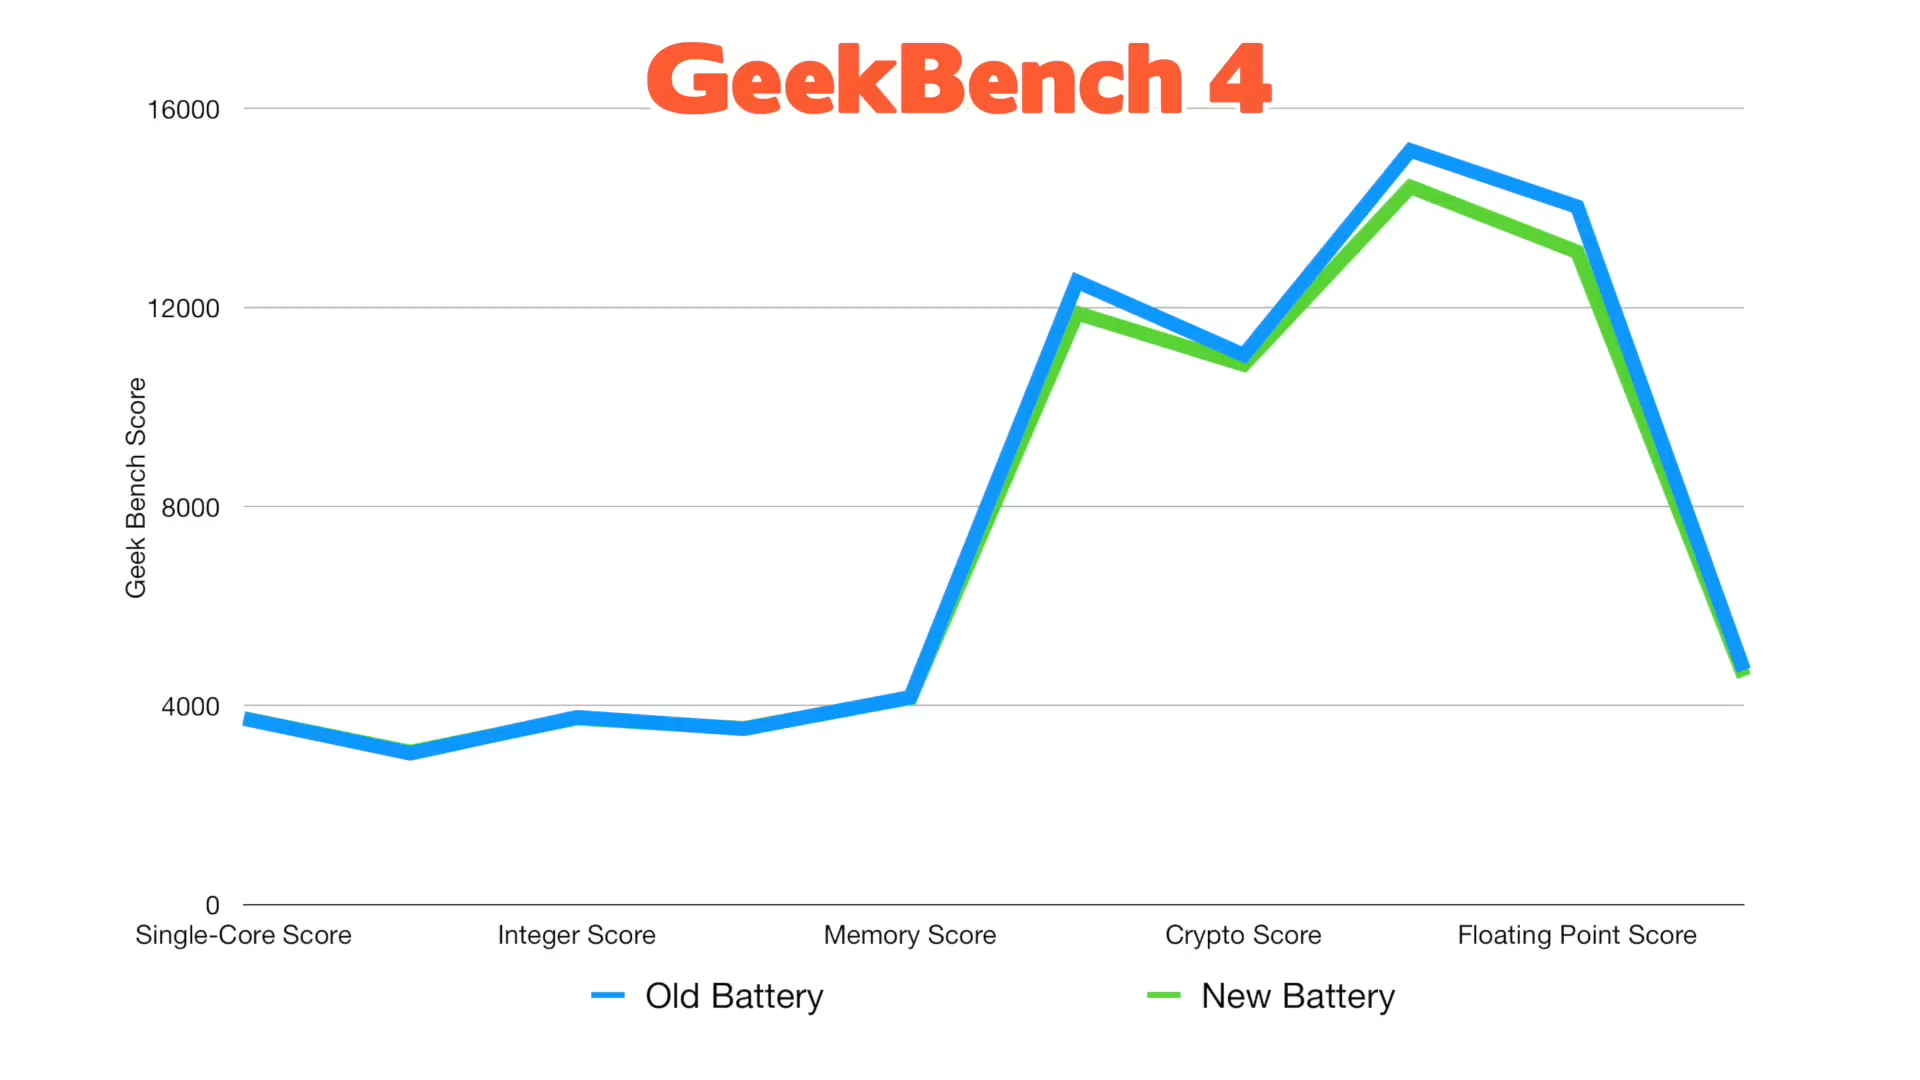 GeekBench 4
16000
12000
8000
4000
0
Geek Bench Score
Single-Core Score
Integer Score
Memory Score
Crypto Score
Floating Point Score
Old Battery
New Battery